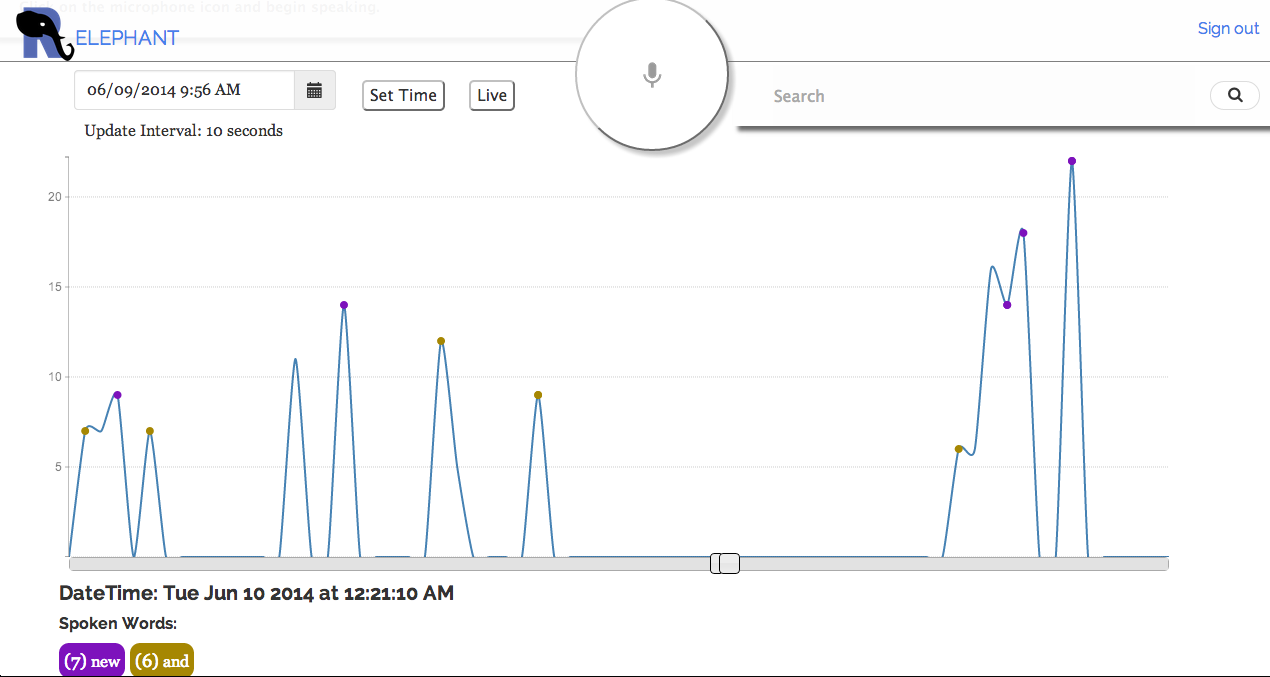 on the microphone icon and begin speaking.
R
ELEPHANT
Sign out
06/09/2014 9:56 AM
Set Time
Live
Search
Update Interval: 10 seconds
20
15
10
5
DateTime: Tue Jun 10 2014 at 12:21:10 AM
Spoken Words:
(7) new (6) and